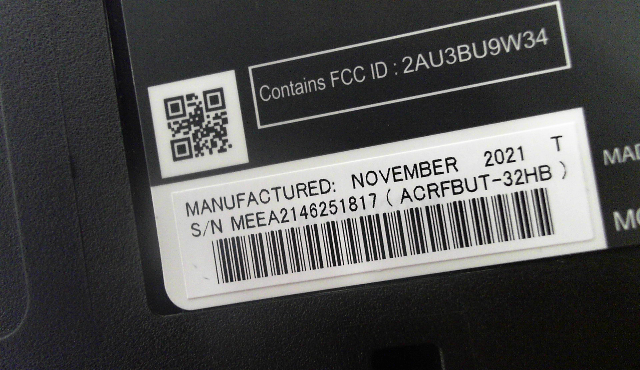 Contains FCC ID : 2AU3BU9W34
MANUFACTURED: NOVEMBER 2021 T
S/N MEEA2146251817 ( ACRFBUT-32HB )